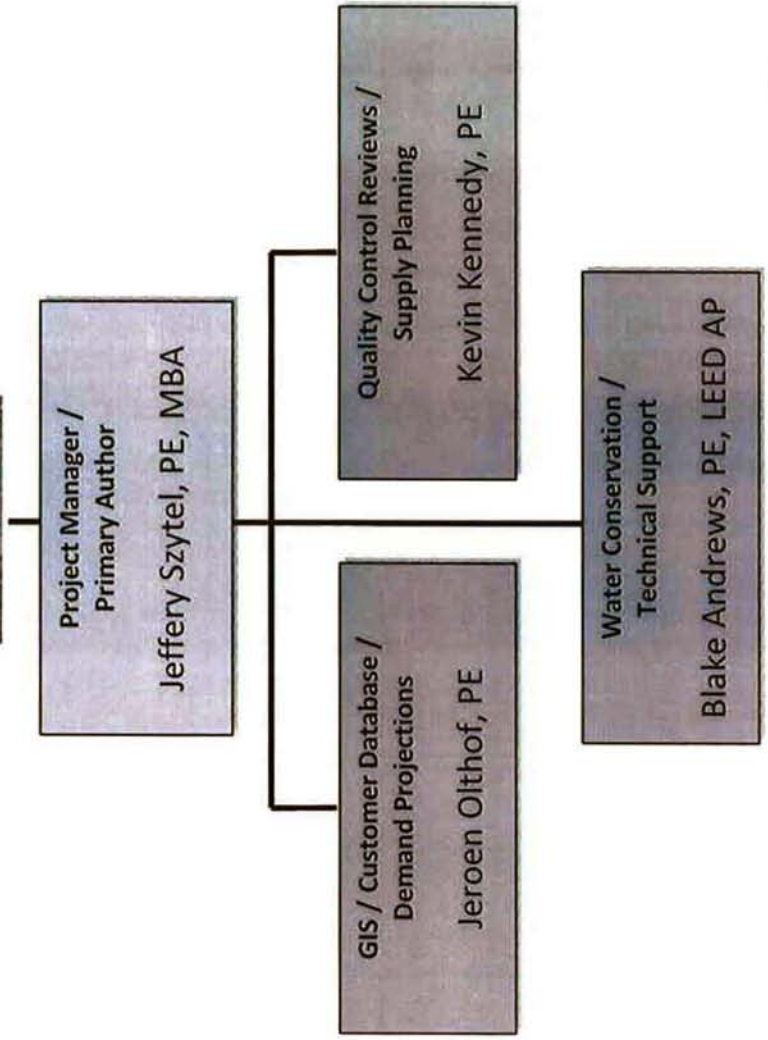 Project Manager /
Primary Author
Jeffery Szytel, PE, MBA
GIS / Customer Database /
Demand Projections
Jeroen Olthof, PE
Quality Control Reviews /
Supply Planning
Kevin Kennedy, PE
Water Conservation /
Technical Support
Blake Andrews, PE, LEED AP